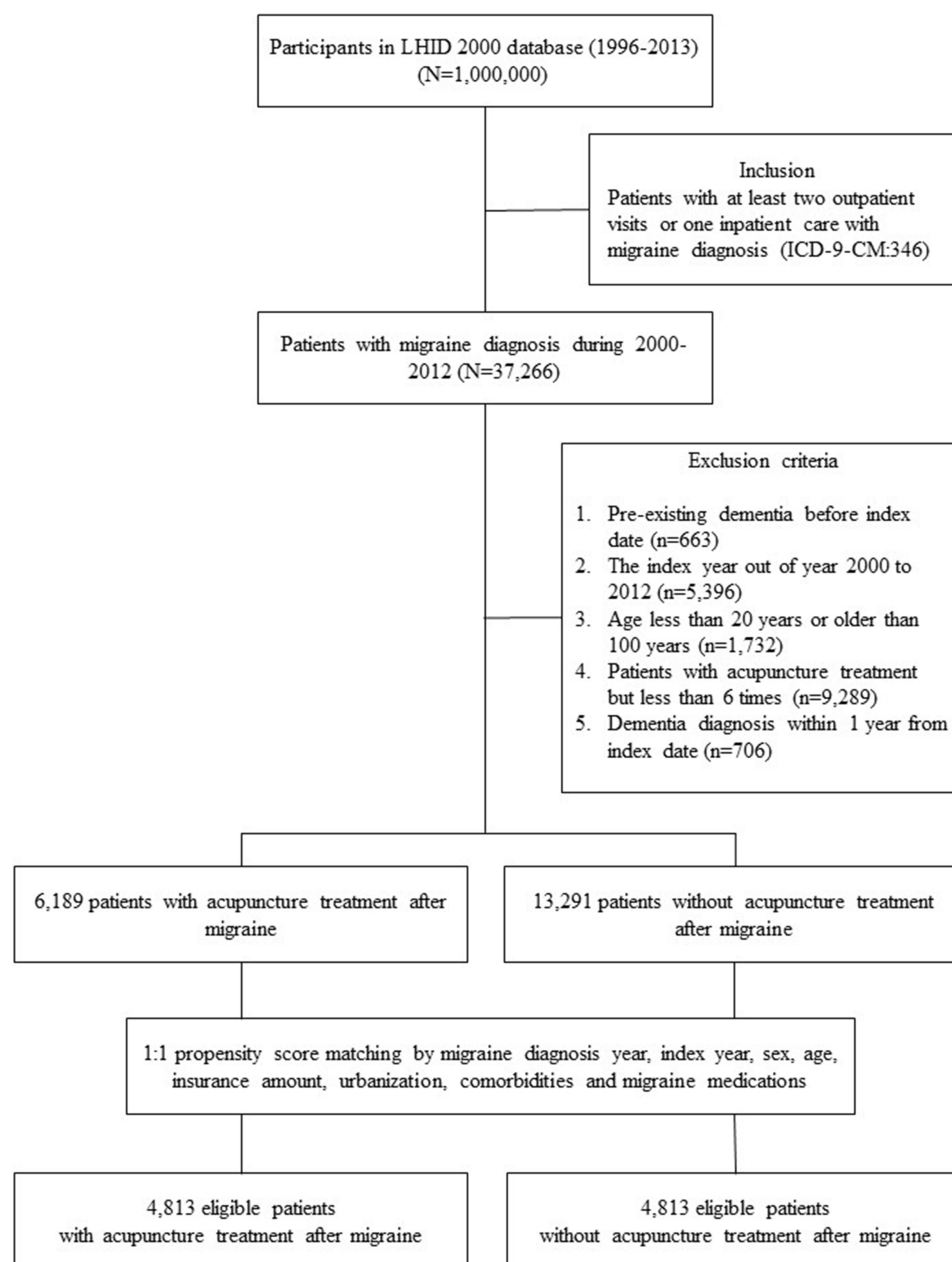 Participants in LHID 2000 database (1996-2013)
(N=1,000,000)
Inclusion
Patients with at least two outpatient
visits or one inpatient care with
migraine diagnosis (ICD-9-CM:346)
Patients with migraine diagnosis during 2000-
2012 (N=37,266)
Exclusion criteria
1. Pre-existing dementia before index
date (n=663)
2. The index year out of year 2000 to
2012 (n=5,396)
3. Age less than 20 years or older than
100 years (n=1,732)
4. Patients with acupuncture treatment
but less than 6 times (n=9,289)
5. Dementia diagnosis within 1 year from
index date (n=706)
6,189 patients with acupuncture treatment after
migraine
13,291 patients without acupuncture treatment
after migraine
1:1 propensity score matching by migraine diagnosis year, index year, sex, age,
insurance amount, urbanization, comorbidities and migraine medications
4,813 eligible patients
with acupuncture treatment after migraine
4,813 eligible patients
without acupuncture treatment after migraine